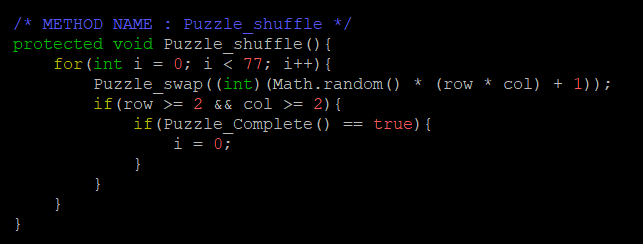 /* METHOD NAME : Puzzle_shuffle */
protected void Puzzle_shuffle(){
    for(int i = 0; i < 77; i++){
        Puzzle_swap((int)(Math.random() * (row * col) + 1));
        if(row >= 2 && col >= 2){
            if(Puzzle_Complete() == true){
                i = 0;
            }
        }
    }
}